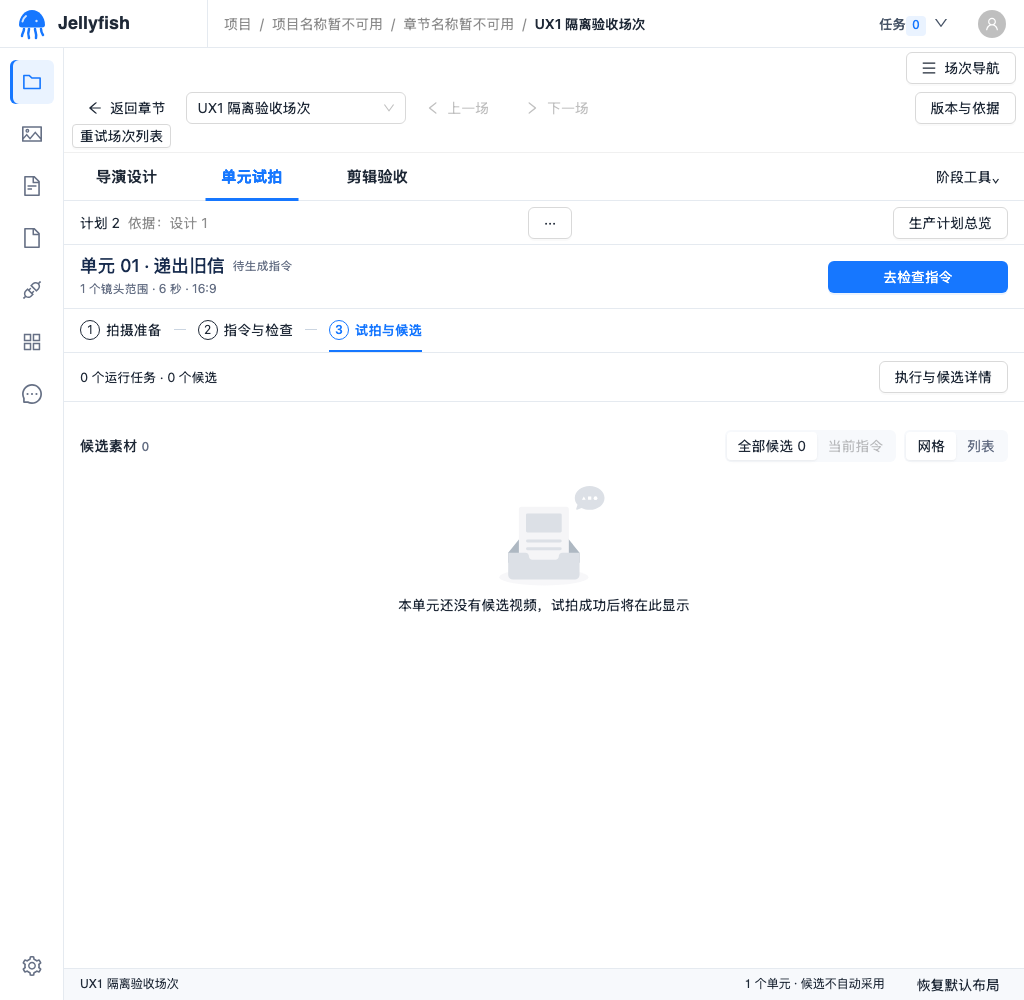 Jellyfish
项目 / 项目名称暂不可用 / 章节名称暂不可用 / UX1 隔离验收场次
任务 0
场次导航
返回章节
UX1 隔离验收场次
上一场
下一场
版本与依据
重试场次列表
导演设计
单元试拍
剪辑验收
阶段工具
计划 2 依据：设计 1
...
生产计划总览
单元 01 · 递出旧信 待生成指令
1 个镜头范围 · 6 秒 · 16:9
去检查指令
1 拍摄准备
2 指令与检查
3 试拍与候选
0 个运行任务 · 0 个候选
执行与候选详情
候选素材 0
全部候选 0
当前指令
网格
列表
本单元还没有候选视频，试拍成功后将在此显示
UX1 隔离验收场次
1 个单元 · 候选不自动采用
恢复默认布局